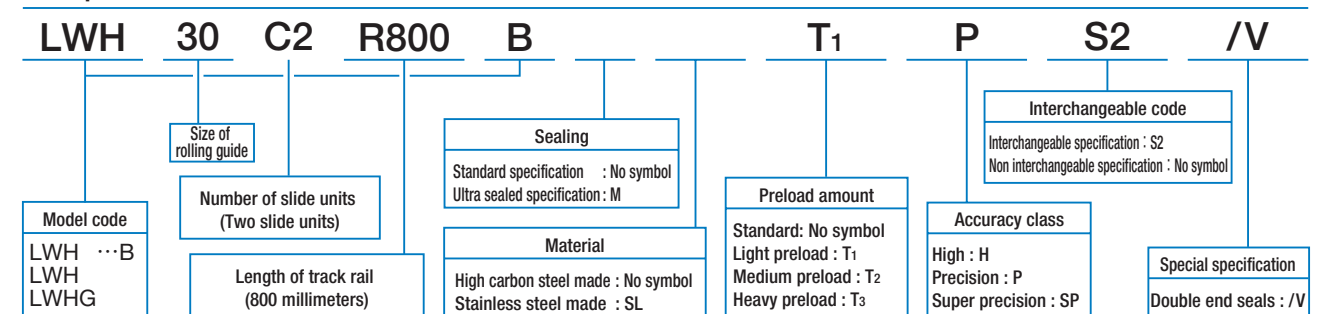 LWH 30 C2 R800 B T1 P S2 /V
Size of
rolling guide
Number of slide units
(Two slide units)
Model code
LWH …B
LWH
LWHG
Length of track rail
(800 millimeters)
Sealing
Standard specification : No symbol
Ultra sealed specification : M
Material
High carbon steel made : No symbol
Stainless steel made : SL
Preload amount
Standard: No symbol
Light preload : T1
Medium preload : T2
Heavy preload : T3
Interchangeable code
Interchangeable specification : S2
Non interchangeable specification : No symbol
Accuracy class
High : H
Precision : P
Super precision : SP
Special specification
Double end seals : /V